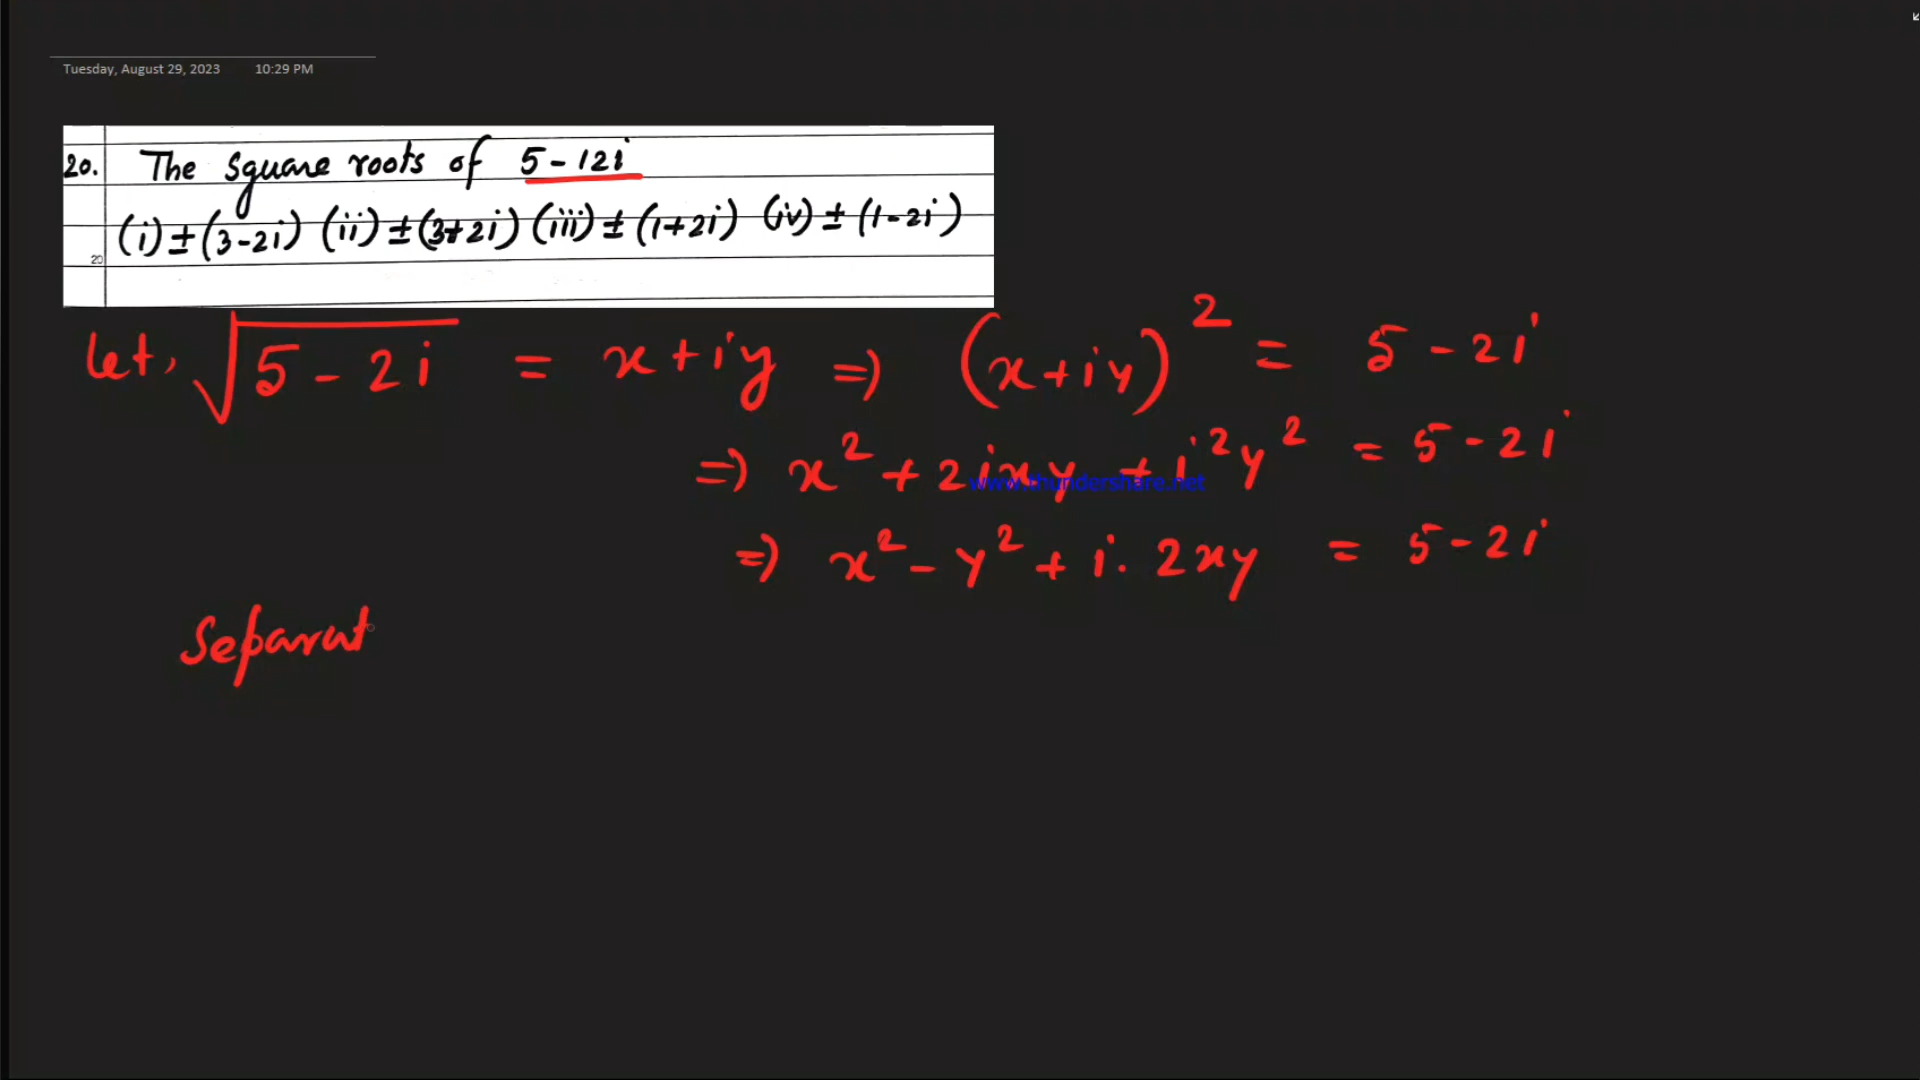 Tuesday, August 29, 2023 10:29 PM
20. The square roots of 5-12i
(i) ±(3-2i) (ii) ±(3+2i) (iii) ±(1+2i) (iv) ±(1-2i)
20
let, √5-2i = x+iy ⇒ (x+iy)² = 5-2i
⇒ x² + 2ixy + i²y² = 5-2i
www.thundershare.net
⇒ x² - y² + i. 2xy = 5-2i
Separat